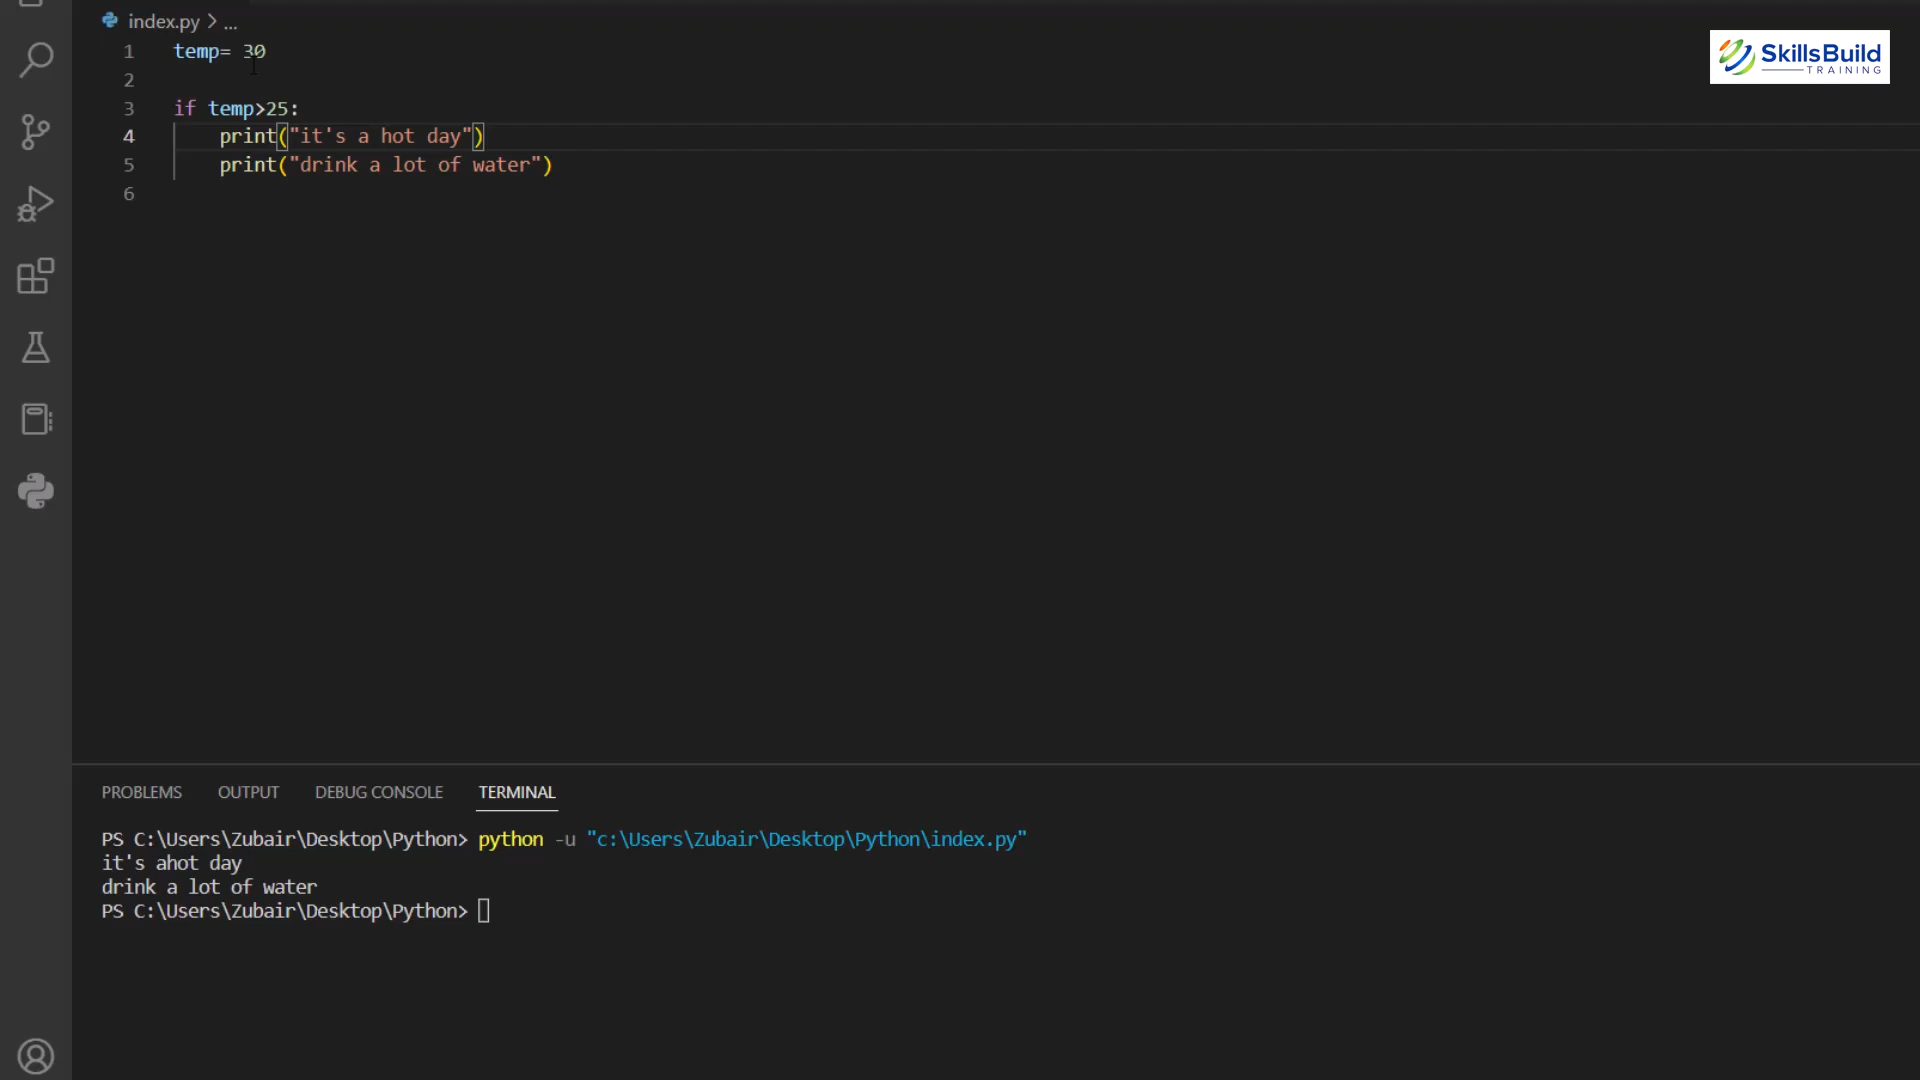 index.py > ...
SkillsBuild
TRAINING
1 temp= 30
2
3 if temp>25:
4 print("it's a hot day")
5 print("drink a lot of water")
6
PROBLEMS OUTPUT DEBUG CONSOLE TERMINAL
PS C:\Users\Zubair\Desktop\Python> python -u "c:\Users\Zubair\Desktop\Python\index.py"
it's ahot day
drink a lot of water
PS C:\Users\Zubair\Desktop\Python>